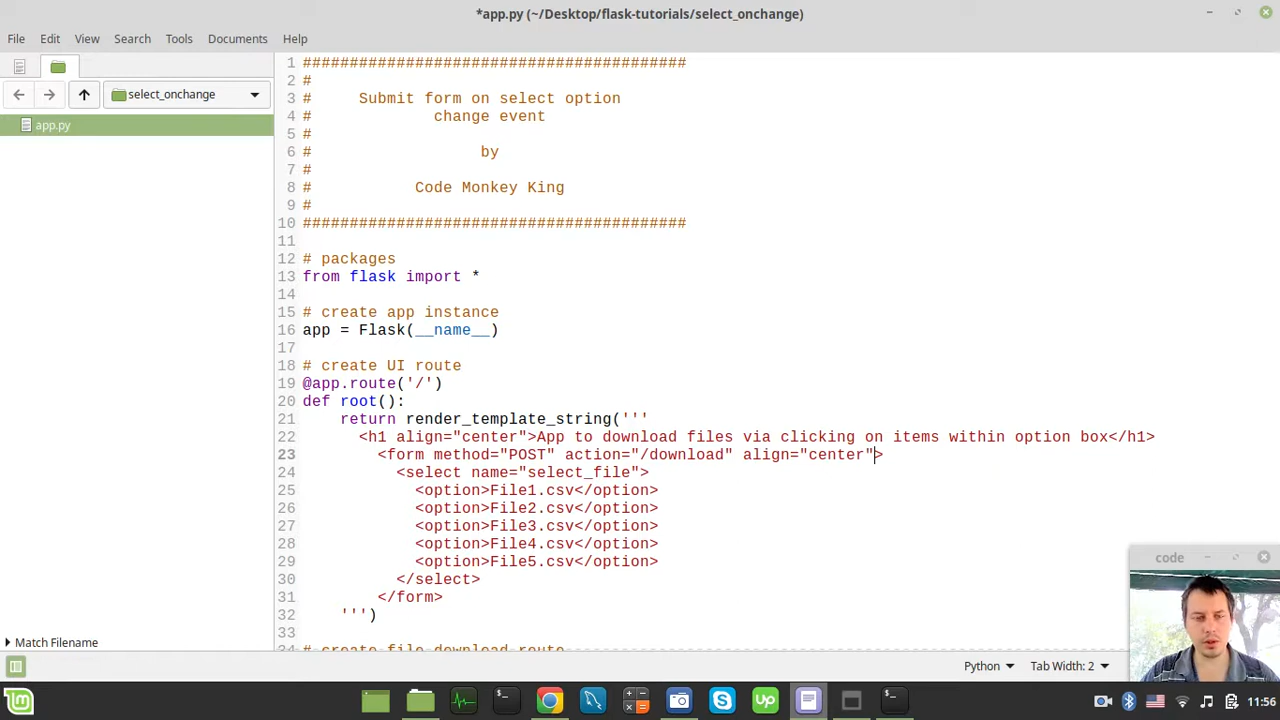 *app.py (~/Desktop/flask-tutorials/select_onchange)
File Edit View Search Tools Documents Help
select_onchange
app.py
1 #########################################
2 #
3 #     Submit form on select option
4 #             change event
5 #
6 #                  by
7 #
8 #           Code Monkey King
9 #
10 #########################################
11
12 # packages
13 from flask import *
14
15 # create app instance
16 app = Flask(__name__)
17
18 # create UI route
19 @app.route('/')
20 def root():
21     return render_template_string('''
22       <h1 align="center">App to download files via clicking on items within option box</h1>
23         <form method="POST" action="/download" align="center">
24           <select name="select_file">
25             <option>File1.csv</option>
26             <option>File2.csv</option>
27             <option>File3.csv</option>
28             <option>File4.csv</option>
29             <option>File5.csv</option>
30           </select>
31         </form>
32     ''')
33
34 # create file download route
code
Match Filename
Python Tab Width: 2
11:56